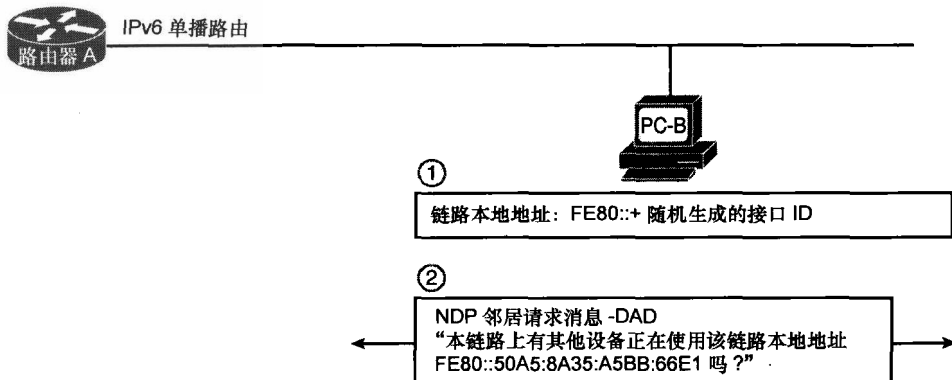 IPv6 单播路由
路由器 A
PC-B
①
链路本地地址：FE80::+ 随机生成的接口 ID
②
NDP 邻居请求消息 -DAD
“本链路上有其他设备正在使用该链路本地地址
FE80::50A5:8A35:A5BB:66E1 吗？”